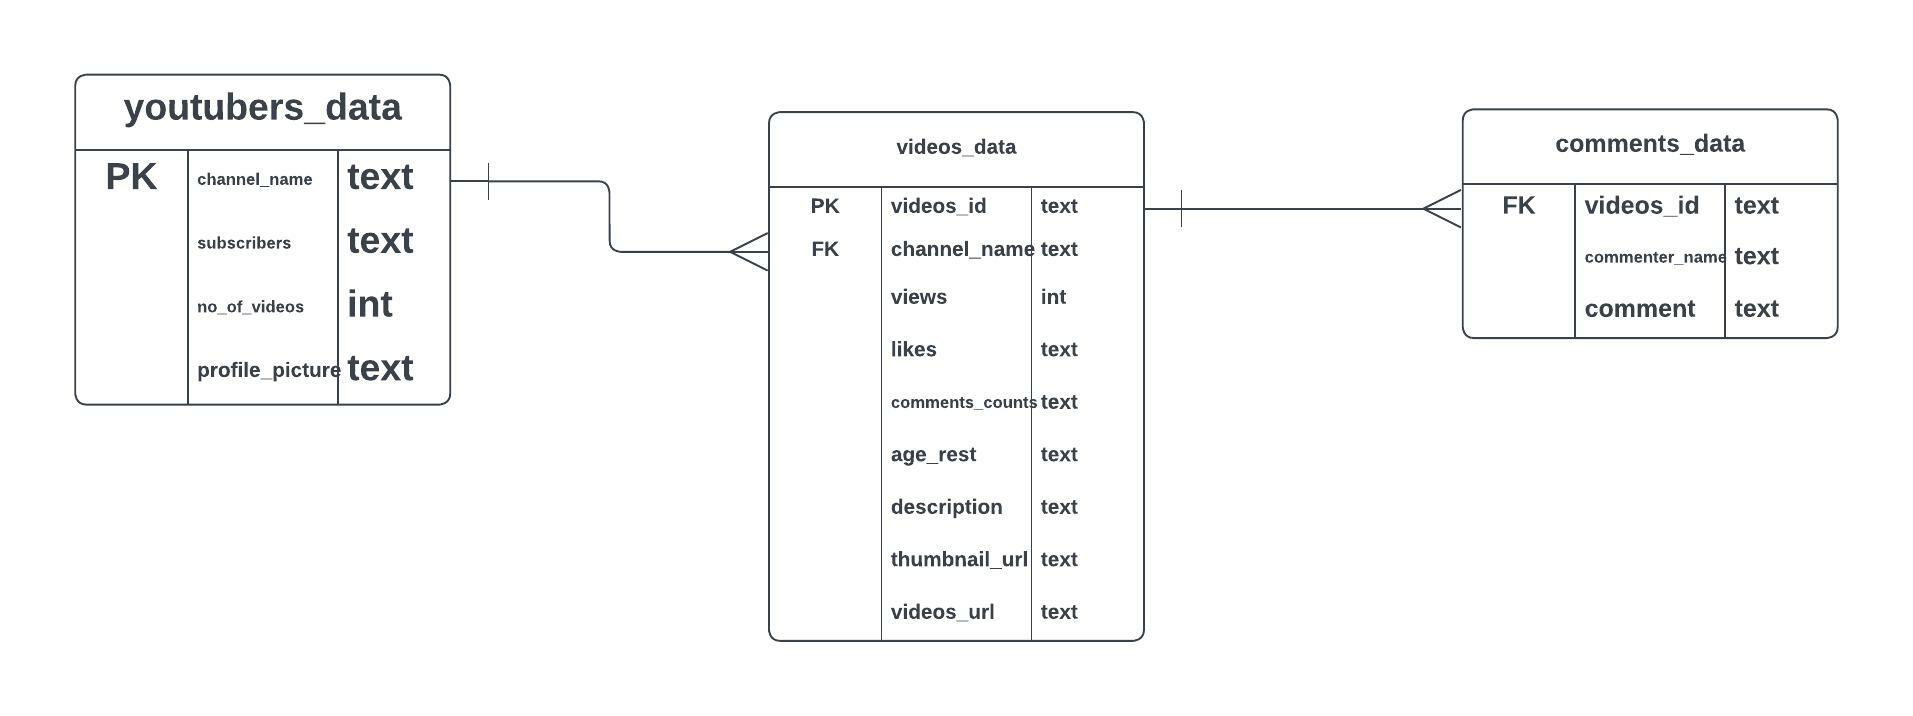 youtubers_data
PK channel_name text
subscribers text
no_of_videos int
profile_picture text
videos_data
PK videos_id text
FK channel_name text
views int
likes text
comments_counts text
age_rest text
description text
thumbnail_url text
videos_url text
comments_data
FK videos_id text
commenter_name text
comment text